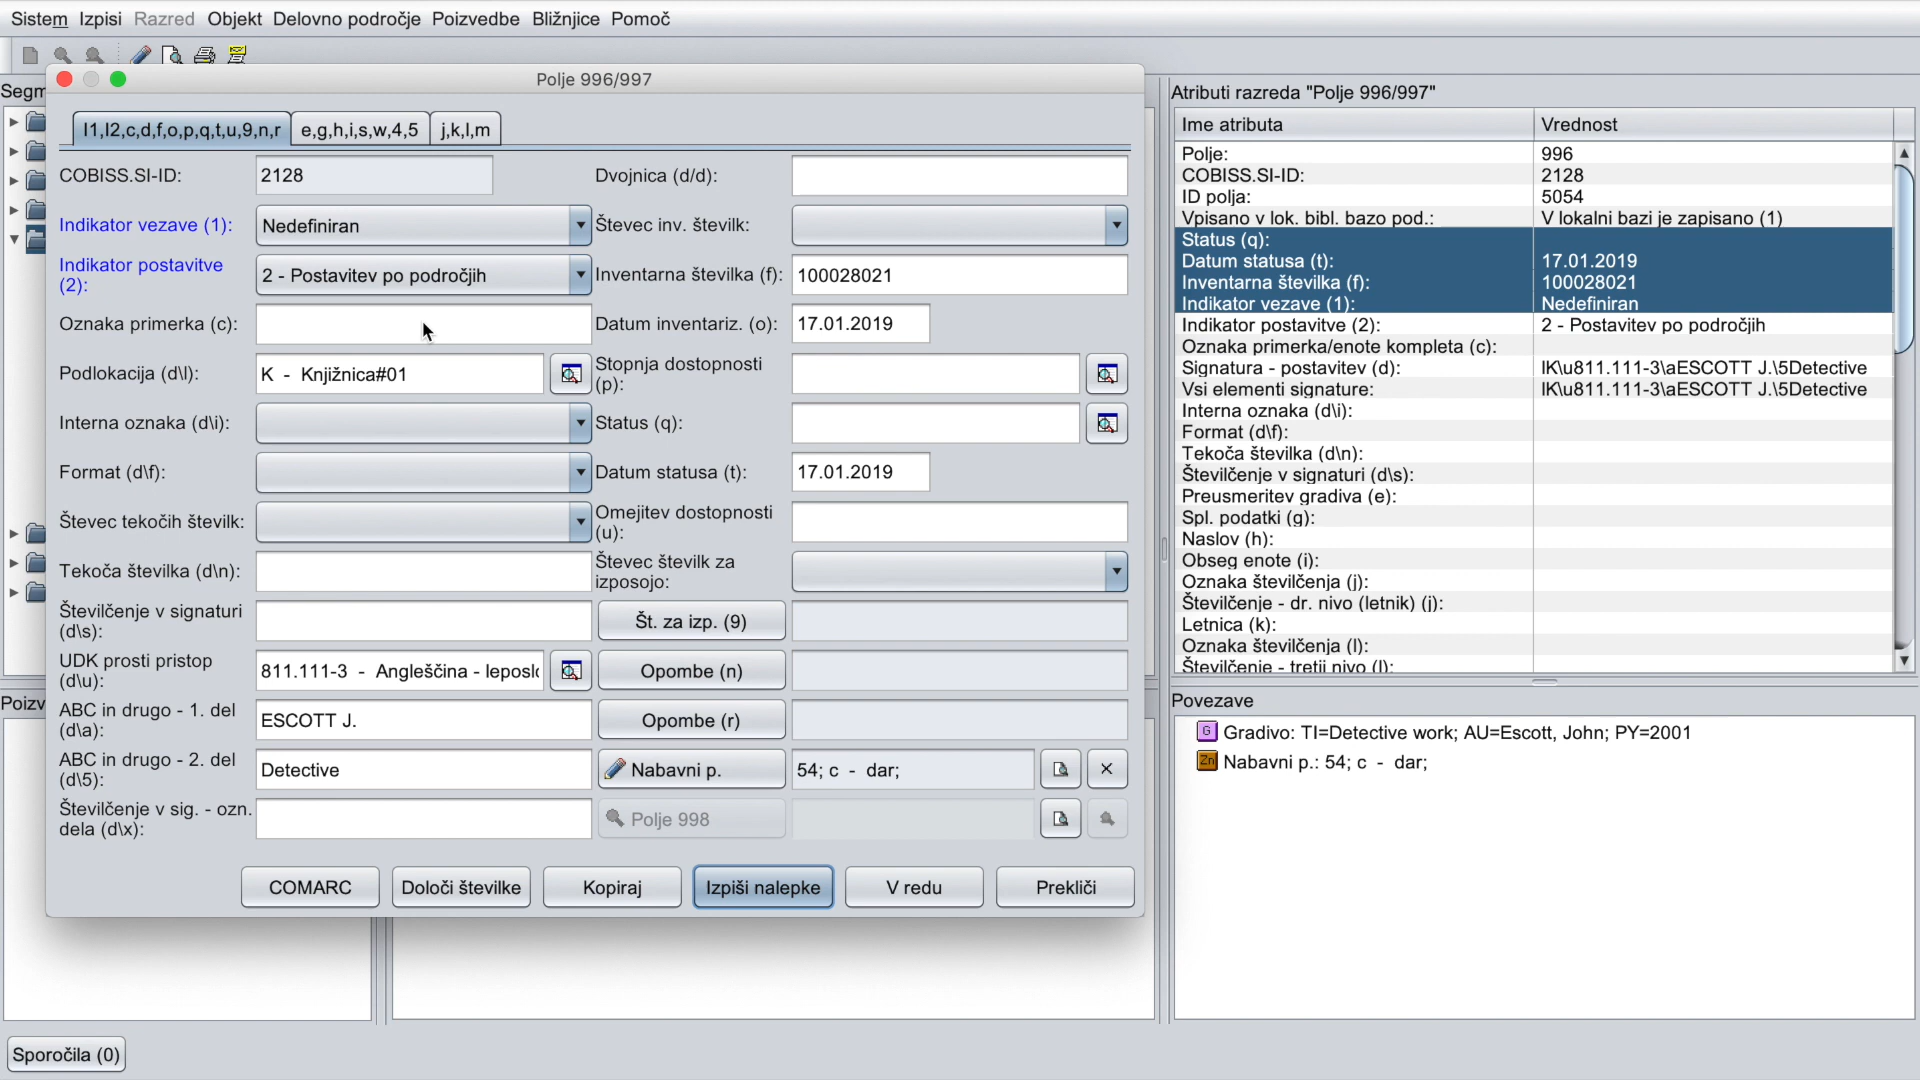 Sistem Izpisi Razred Objekt Delovno področje Poizvedbe Bližnjice Pomoč
Segm
Polje 996/997
I1,I2,c,d,f,o,p,q,t,u,9,n,r
e,g,h,i,s,w,4,5
j,k,l,m
COBISS.SI-ID: 2128
Dvojnica (d/d):
Indikator vezave (1): Nedefiniran
Števec inv. številk:
Indikator postavitve
(2):
2 - Postavitev po področjih
Inventarna številka (f): 100028021
Oznaka primerka (c):
Datum inventariz. (o): 17.01.2019
Podlokacija (d\l): K - Knjižnica#01
Stopnja dostopnosti
(p):
Interna oznaka (d\i):
Status (q):
Format (d\f):
Datum statusa (t): 17.01.2019
Števec tekočih številk:
Omejitev dostopnosti
(u):
Tekoča številka (d\n):
Števec številk za
izposojo:
Številčenje v signaturi
(d\s):
Št. za izp. (9)
UDK prosti pristop
(d\u):
811.111-3 - Angleščina - leposlo
Opombe (n)
ABC in drugo - 1. del
(d\a):
ESCOTT J.
Opombe (r)
ABC in drugo - 2. del
(d\5):
Detective
Nabavni p.
54; c - dar;
Številčenje v sig. - ozn.
dela (d\x):
Polje 998
COMARC
Določi številke
Kopiraj
Izpiši nalepke
V redu
Prekliči
Poizv
Sporočila (0)
Atributi razreda "Polje 996/997"
Ime atributa Vrednost
Polje: 996
COBISS.SI-ID: 2128
ID polja: 5054
Vpisano v lok. bibl. bazo pod.: V lokalni bazi je zapisano (1)
Status (q):
Datum statusa (t): 17.01.2019
Inventarna številka (f): 100028021
Indikator vezave (1): Nedefiniran
Indikator postavitve (2): 2 - Postavitev po področjih
Oznaka primerka/enote kompleta (c):
Signatura - postavitev (d): IK\u811.111-3\aESCOTT J.\5Detective
Vsi elementi signature: IK\u811.111-3\aESCOTT J.\5Detective
Interna oznaka (d\i):
Format (d\f):
Tekoča številka (d\n):
Številčenje v signaturi (d\s):
Preusmeritev gradiva (e):
Spl. podatki (g):
Naslov (h):
Obseg enote (i):
Oznaka številčenja (j):
Številčenje - dr. nivo (letnik) (j):
Letnica (k):
Oznaka številčenja (l):
Številčenje - tretji nivo (l):
Povezave
G Gradivo: TI=Detective work; AU=Escott, John; PY=2001
Zn Nabavni p.: 54; c - dar;